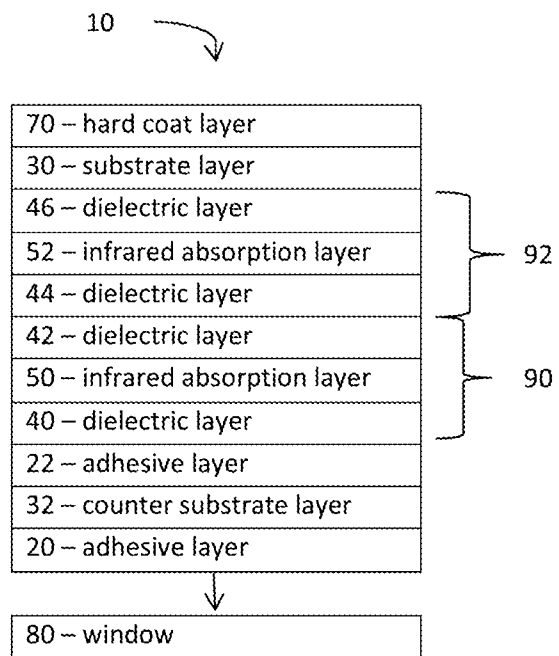 10
70 – hard coat layer
30 – substrate layer
46 – dielectric layer
52 – infrared absorption layer
92
44 – dielectric layer
42 – dielectric layer
50 – infrared absorption layer
90
40 – dielectric layer
22 – adhesive layer
32 – counter substrate layer
20 – adhesive layer
80 – window